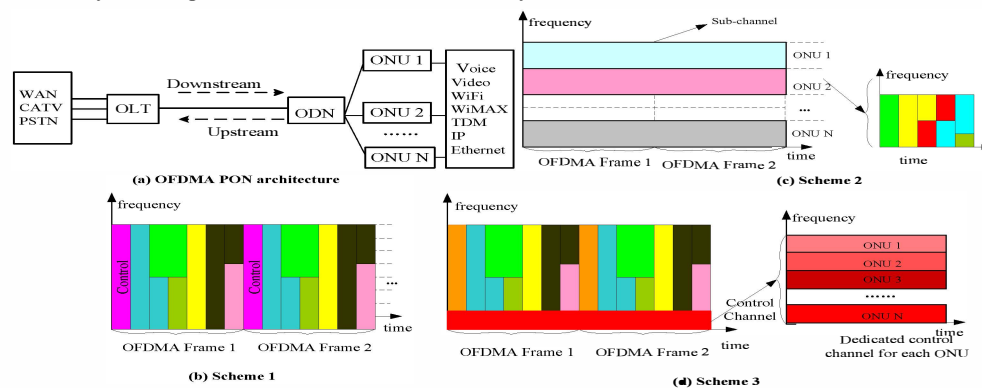 WAN
CATV
PSTN
OLT
Downstream
Upstream
ODN
ONU 1
ONU 2
......
ONU N
Voice
Video
WiFi
WiMAX
TDM
IP
Ethernet
(a) OFDMA PON architecture
frequency
Sub-channel
ONU 1
ONU 2
...
ONU N
OFDMA Frame 1
OFDMA Frame 2
time
frequency
time
(c) Scheme 2
frequency
Control
Control
...
time
OFDMA Frame 1
OFDMA Frame 2
(b) Scheme 1
frequency
Control
Channel
time
OFDMA Frame 1
OFDMA Frame 2
frequency
ONU 1
ONU 2
ONU 3
......
ONU N
time
Dedicated control
channel for each ONU
(d) Scheme 3